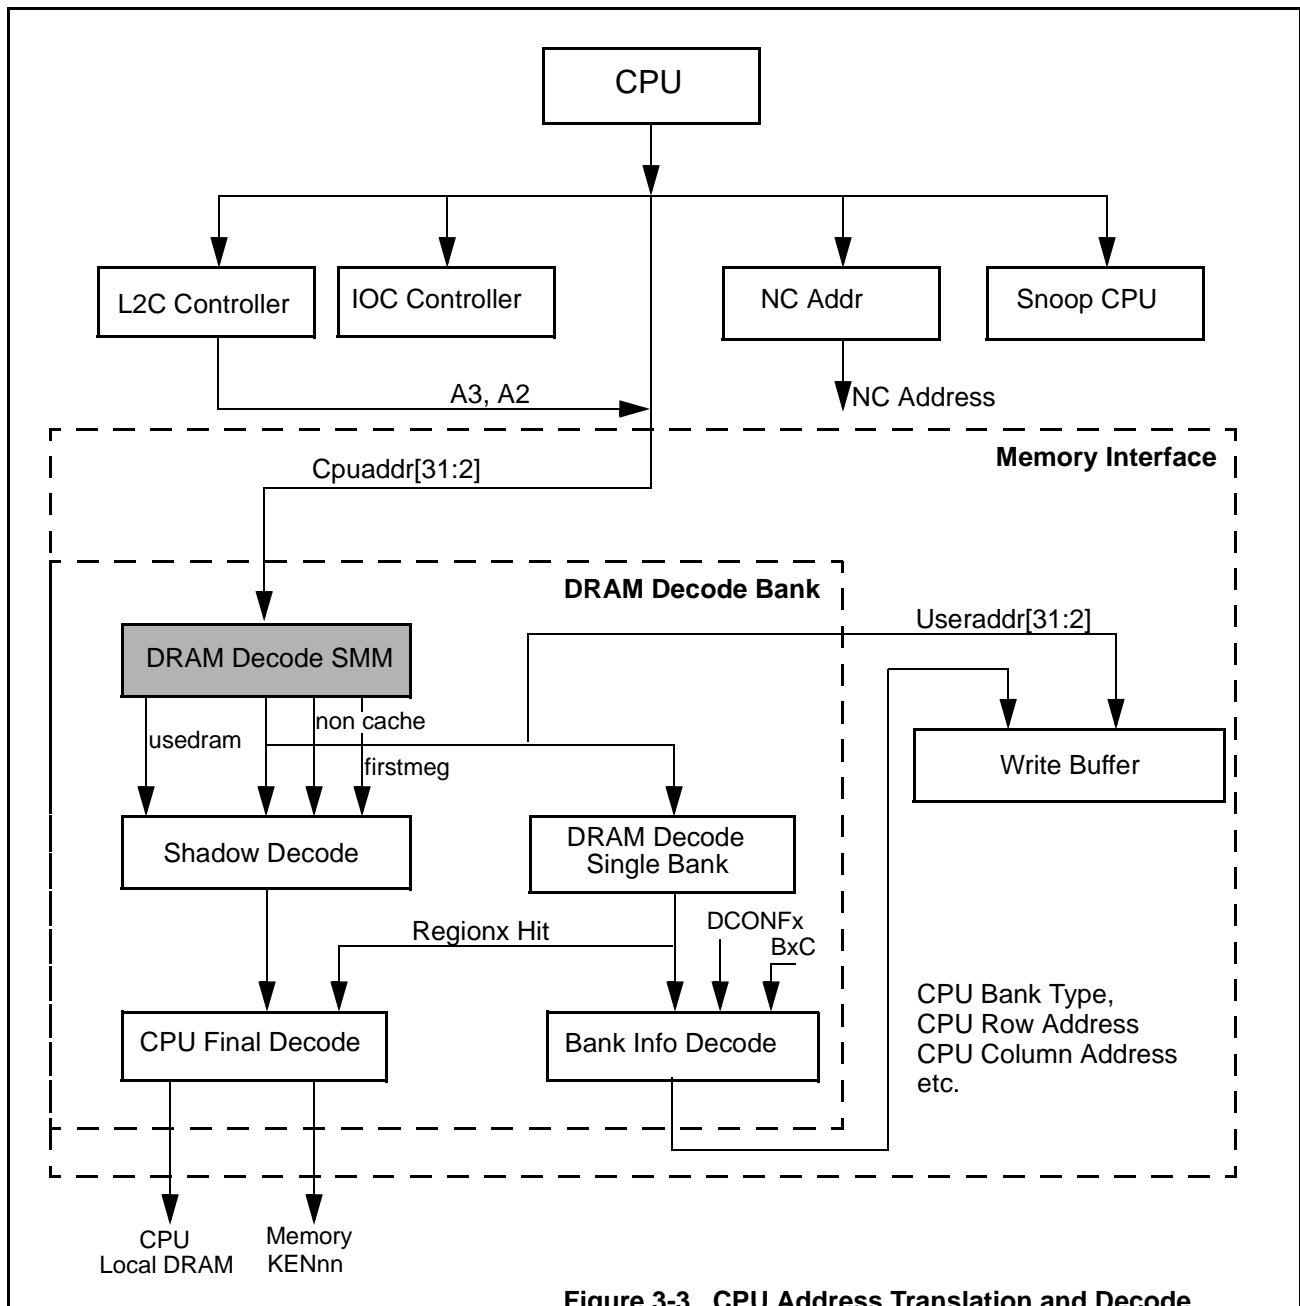 CPU
L2C Controller
IOC Controller
NC Addr
Snoop CPU
A3, A2
NC Address
Memory Interface
Cpuaddr[31:2]
DRAM Decode Bank
Useraddr[31:2]
DRAM Decode SMM
non cache
usedram
firstmeg
Write Buffer
Shadow Decode
DRAM Decode
Single Bank
DCONFx
Regionx Hit
BxC
CPU Bank Type,
CPU Row Address
CPU Column Address
etc.
CPU Final Decode
Bank Info Decode
CPU
Local DRAM
Memory
KENnn
Figure 3-3 CPU Address Translation and Decode